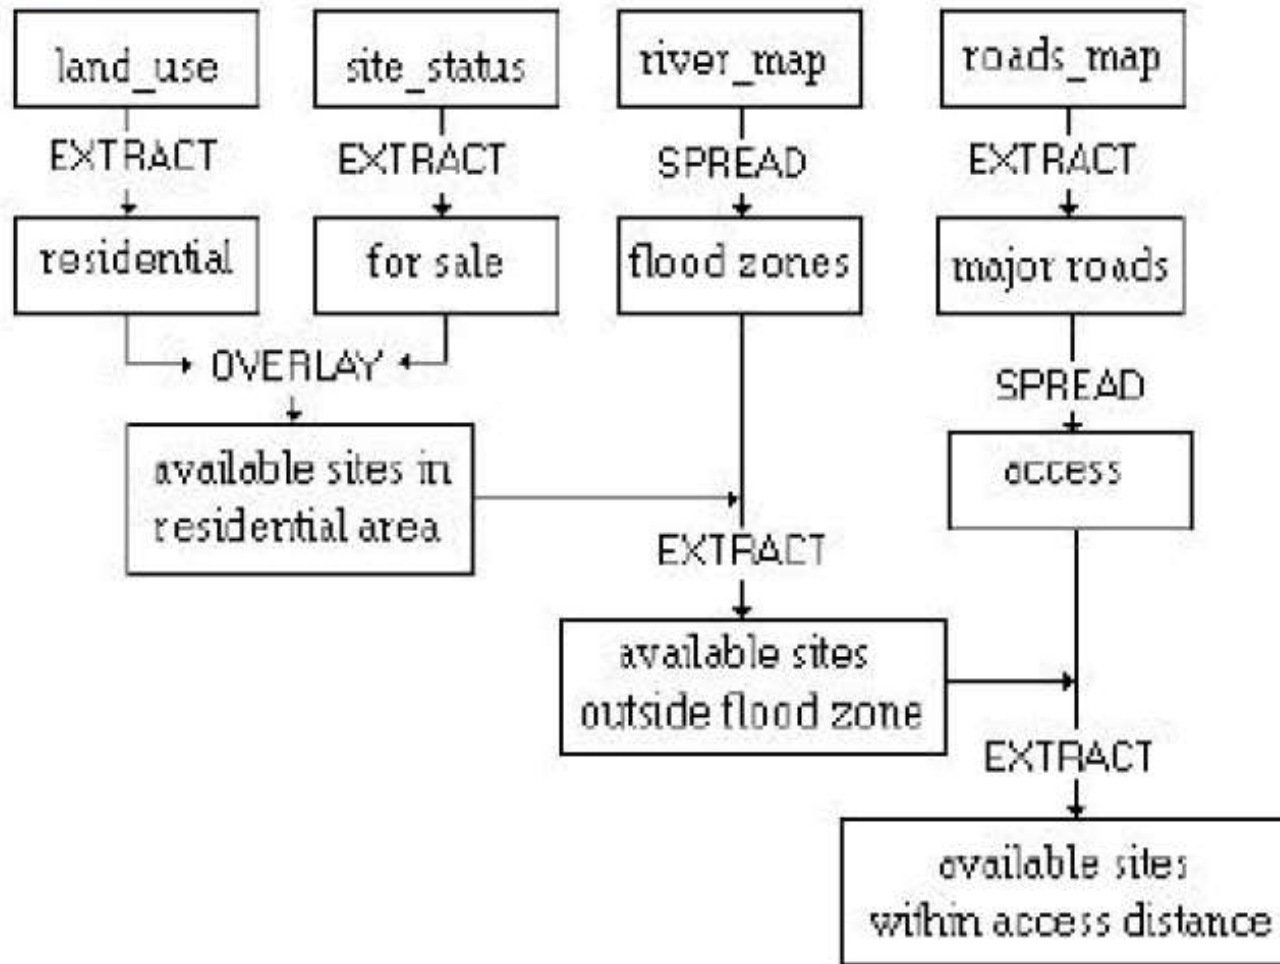 land_use
site_status
river_map
roads_map
EXTRACT
EXTRACT
SPREAD
EXTRACT
residential
for sale
flood zones
major roads
OVERLAY
SPREAD
available sites in
residential area
access
EXTRACT
available sites
outside flood zone
EXTRACT
available sites
within access distance